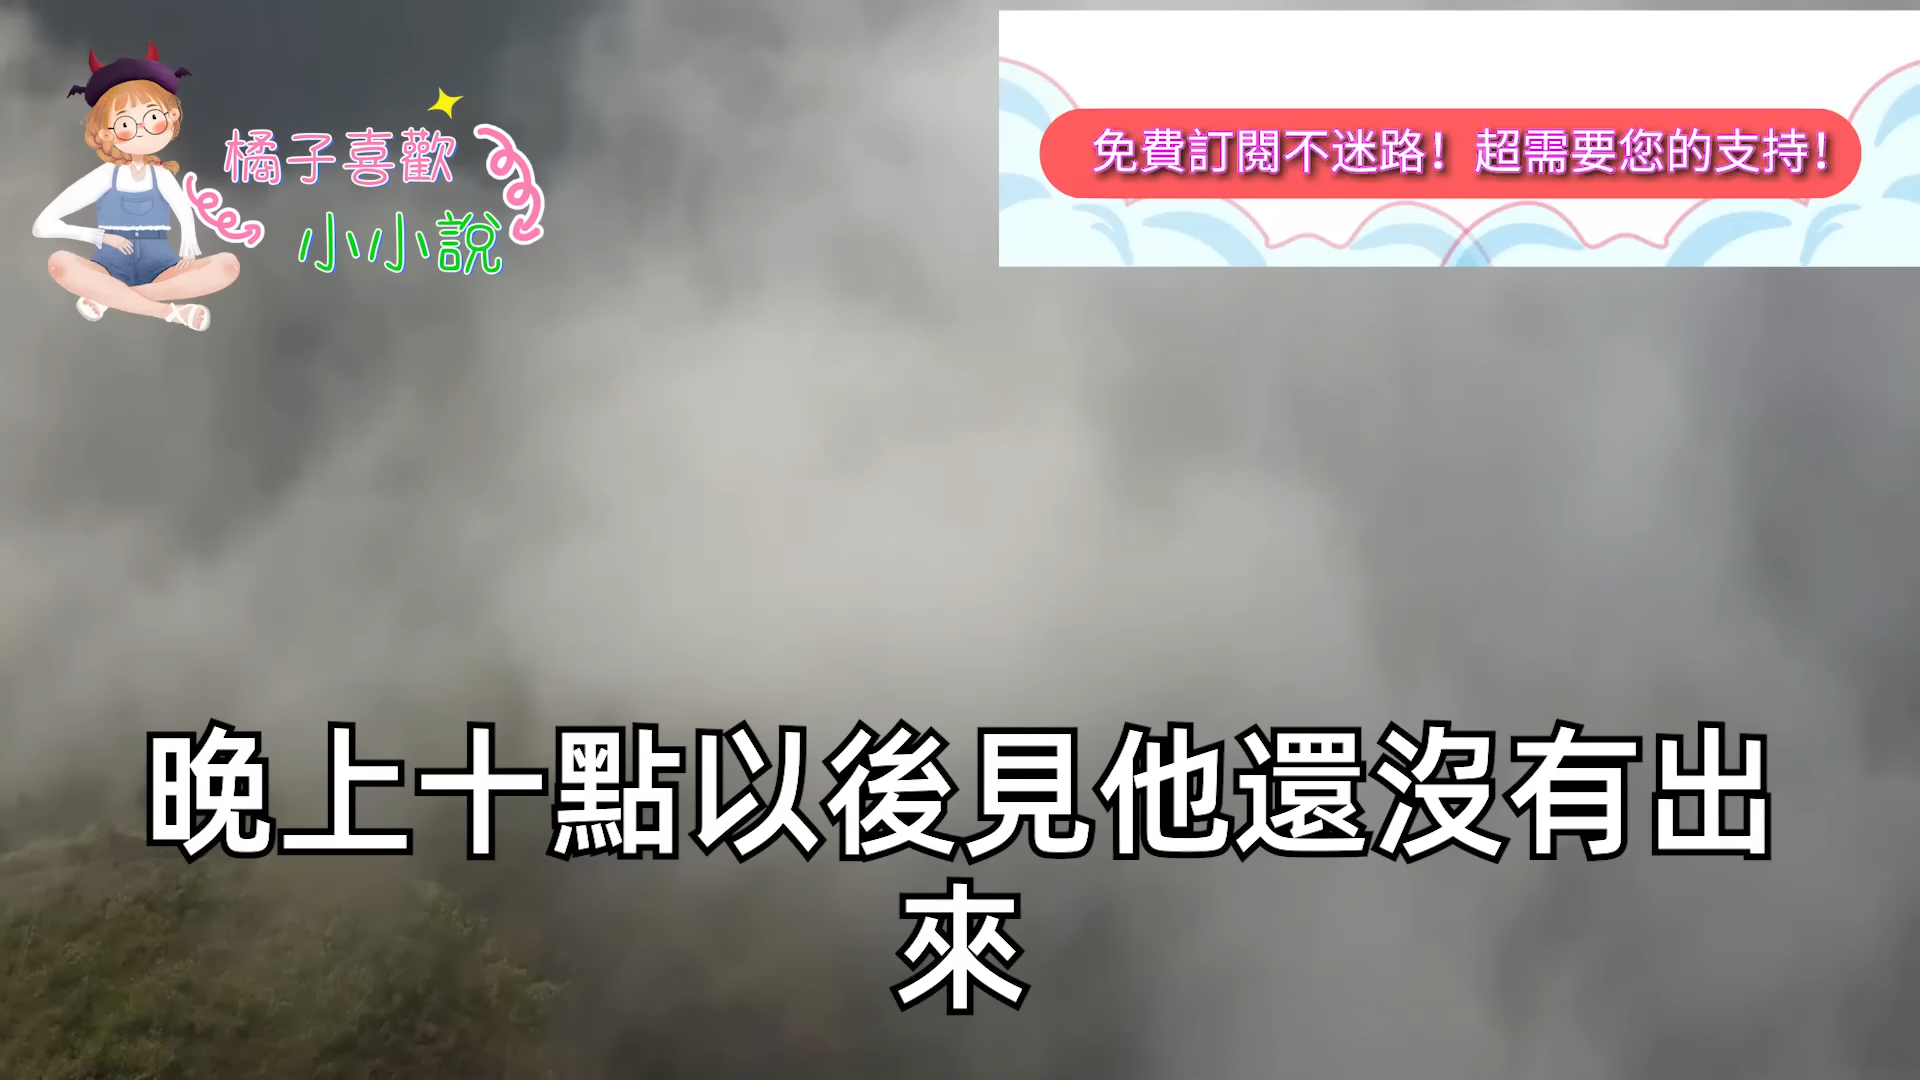 橘子喜歡
小小說
免費訂閱不迷路！超需要您的支持！
晚上十點以後見他還沒有出
來